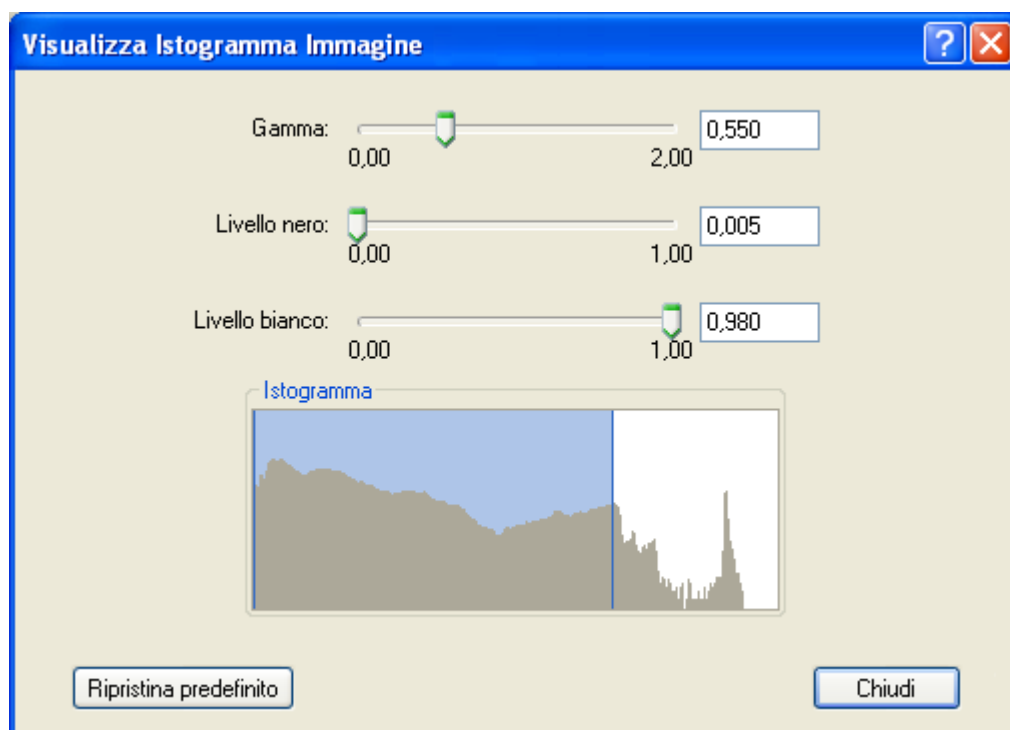 Visualizza Istogramma Immagine
Gamma:
0,550
0,00
2,00
Livello nero:
0,005
0,00
1,00
Livello bianco:
0,980
0,00
1,00
Istogramma
Ripristina predefinito
Chiudi